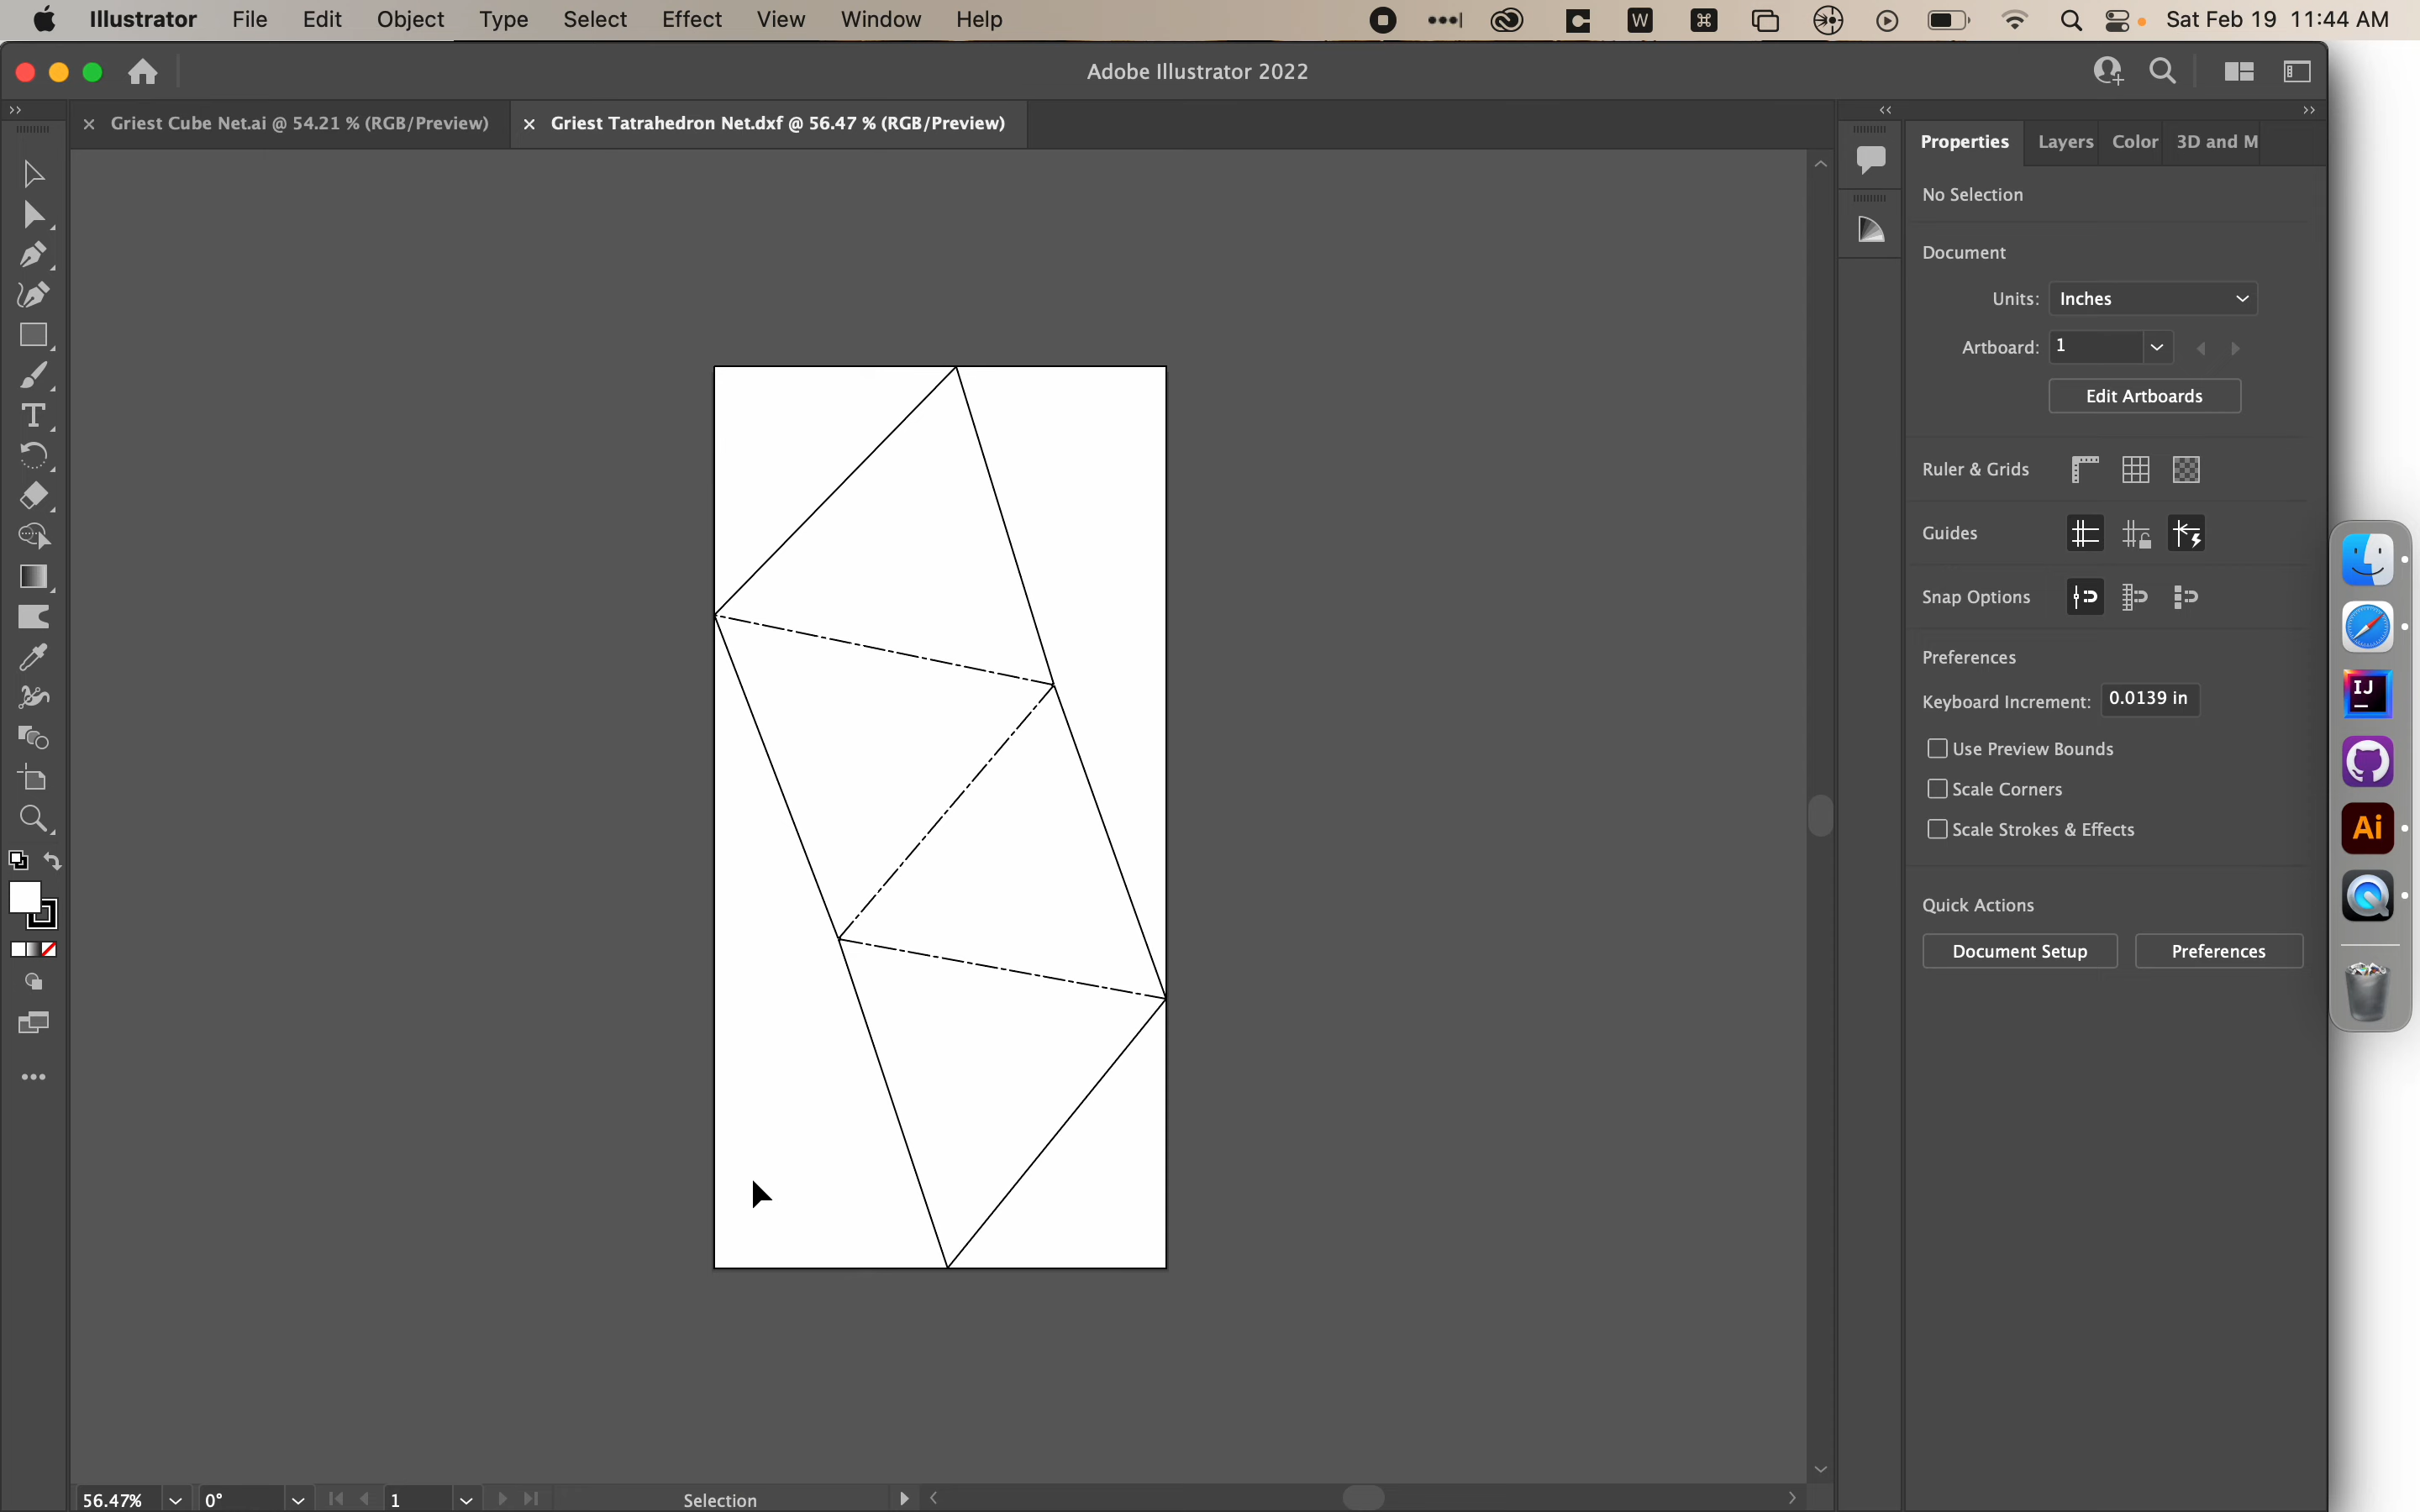 Illustrator File Edit Object Type Select Effect View Window Help W Sat Feb 19 11:44 AM
Adobe Illustrator 2022
Griest Cube Net.ai @ 54.21 % (RGB/Preview) Griest Tatrahedron Net.dxf @ 56.47 % (RGB/Preview)
Properties Layers Color 3D and M
No Selection
Document
Units: Inches
Artboard: 1
Edit Artboards
Ruler & Grids
Guides
Snap Options
Preferences
Keyboard Increment: 0.0139 in
Use Preview Bounds
Scale Corners
Scale Strokes & Effects
Quick Actions
Document Setup Preferences
IJ
Ai
56.47% 0° 1 Selection